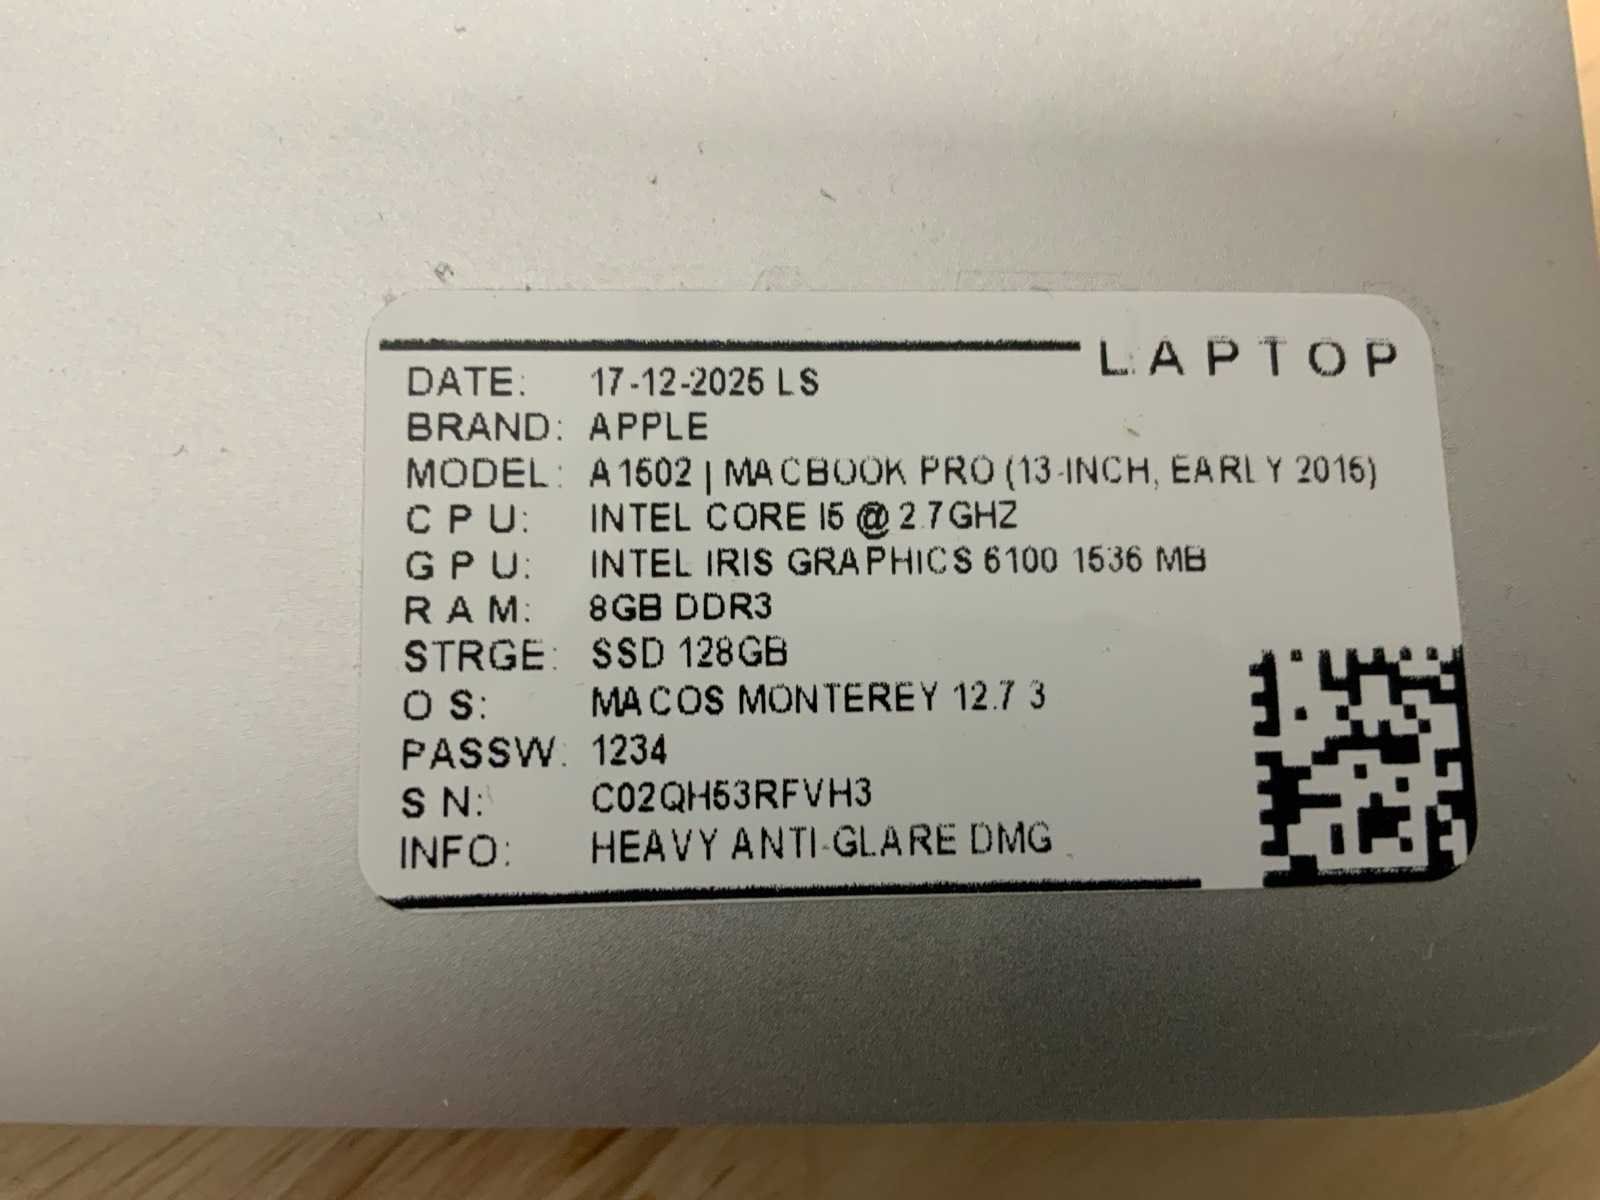 LAPTOP
DATE: 17-12-2025 LS
BRAND: APPLE
MODEL: A1502 | MACBOOK PRO (13-INCH, EARLY 2015)
CPU: INTEL CORE I5 @ 2.7GHZ
GPU: INTEL IRIS GRAPHICS 6100 1536 MB
RAM: 8GB DDR3
STRGE: SSD 128GB
OS: MACOS MONTEREY 12.7.3
PASSW: 1234
SN: C02QH53RFVH3
INFO: HEAVY ANTI-GLARE DMG